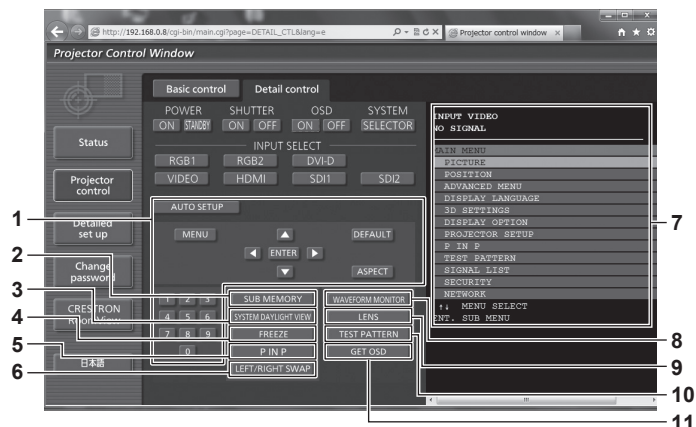 http://192.168.0.8/cgi-bin/main.cgi?page=DETAIL_CTL&lang=e
Projector control window
Projector Control Window
Basic control
Detail control
POWER SHUTTER OSD SYSTEM
ON STANDBY ON OFF ON OFF SELECTOR
INPUT SELECT
RGB1 RGB2 DVI-D
VIDEO HDMI SDI1 SDI2
AUTO SETUP
MENU DEFAULT
ENTER
ASPECT
1 2 3
4 5 6
7 8 9
0
SUB MEMORY
SYSTEM DAYLIGHT VIEW
FREEZE
P IN P
LEFT/RIGHT SWAP
WAVEFORM MONITOR
LENS
TEST PATTERN
GET OSD
Status
Projector
control
Detailed
set up
Change
password
CRESTRON
日本語
INPUT VIDEO
NO SIGNAL
MAIN MENU
PICTURE
POSITION
ADVANCED MENU
DISPLAY LANGUAGE
3D SETTINGS
DISPLAY OPTION
PROJECTOR SETUP
P IN P
TEST PATTERN
SIGNAL LIST
SECURITY
NETWORK
↑↓ MENU SELECT
ENT. SUB MENU
1
2
3
4
5
6
7
8
9
10
11